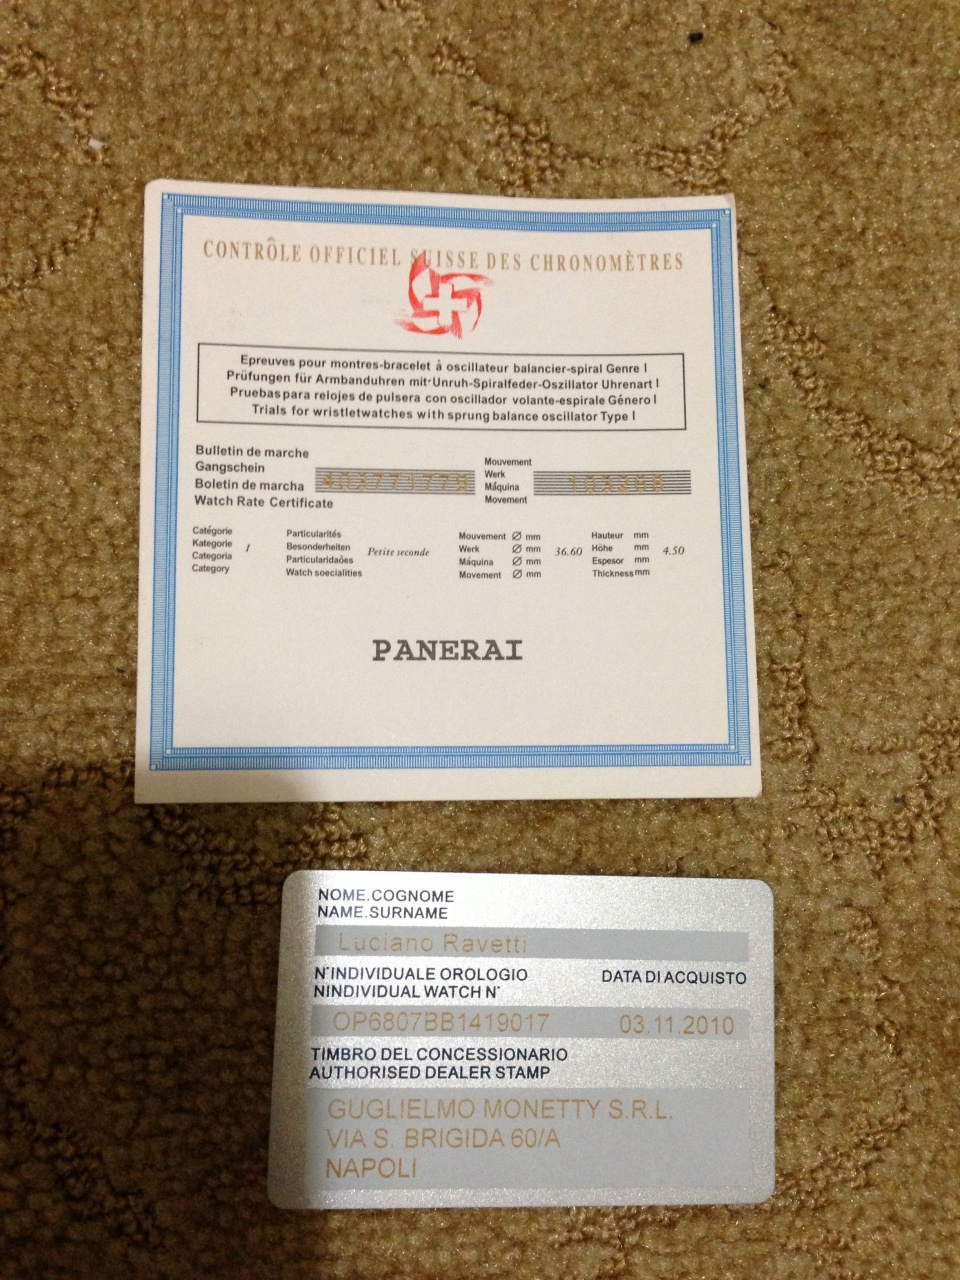 CONTRÔLE OFFICIEL SUISSE DES CHRONOMÈTRES
Epreuves pour montres-bracelet à oscillateur balancier-spiral Genre I
Prüfungen für Armbanduhren mit Unruh-Spiralfeder-Oszillator Uhrenart I
Pruebas para relojes de pulsera con oscillador volante-espirale Género I
Trials for wristletwatches with sprung balance oscillator Type I
Bulletin de marche
Gangschein
Boletin de marcha
Watch Rate Certificate
Mouvement
Werk
Máquina
Movement
Catégorie
Kategorie
Categoria
Category
I
Particularités
Besonderheiten
Particularidaões
Watch soecialities
Petite seconde
Mouvement Ø mm
Werk Ø mm
Máquina Ø mm
Movement Ø mm
36.60
Hauteur mm
Höhe mm
Espesor mm
Thickness mm
4.50
PANERAI
NOME.COGNOME
NAME.SURNAME
Luciano Ravetti
N°INDIVIDUALE OROLOGIO DATA DI ACQUISTO
NINDIVIDUAL WATCH N°
OP6807BB1419017 03.11.2010
TIMBRO DEL CONCESSIONARIO
AUTHORISED DEALER STAMP
GUGLIELMO MONETTY S.R.L.
VIA S. BRIGIDA 60/A
NAPOLI